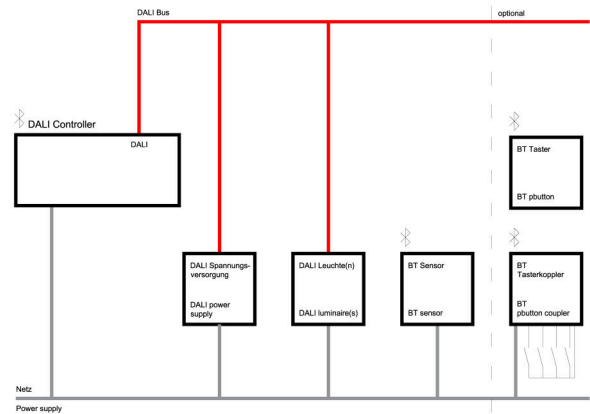 DALI Bus
optional
DALI Controller
DALI
BT Taster
BT pbutton
DALI Spannungs-
versorgung
DALI power
supply
DALI Leuchte(n)
DALI luminaire(s)
BT Sensor
BT sensor
BT
Tasterkoppler
BT
pbutton coupler
Netz
Power supply